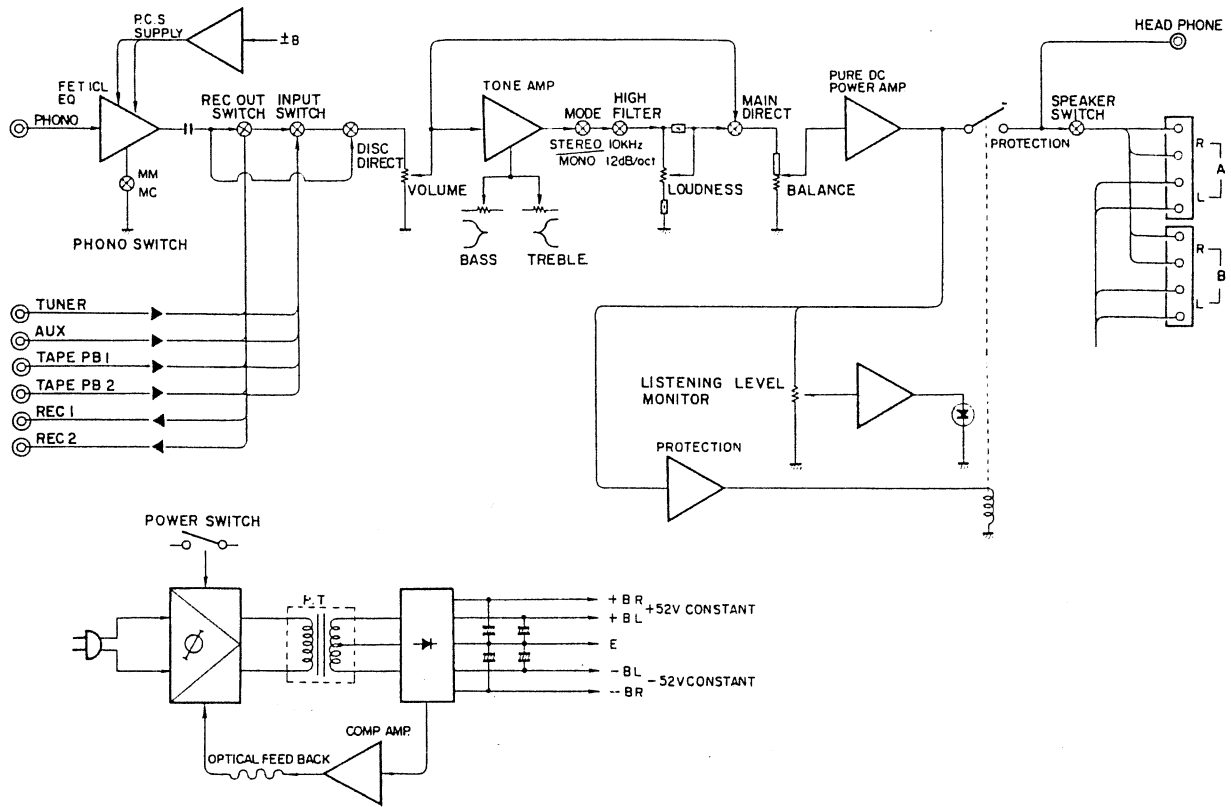 P.C.S
SUPPLY
±B
HEAD PHONE
FET ICL
EQ
REC OUT
SWITCH
INPUT
SWITCH
TONE AMP
HIGH
FILTER
MODE
MAIN
DIRECT
PURE DC
POWER AMP
SPEAKER
SWITCH
PHONO
DISC
DIRECT
STEREO
MONO
10KHz
12dB/oct
PROTECTION
MM
MC
VOLUME
LOUDNESS
BALANCE
R
A
L
PHONO SWITCH
BASS
TREBLE
R
B
L
TUNER
AUX
TAPE PB 1
TAPE PB 2
REC 1
REC 2
LISTENING LEVEL
MONITOR
PROTECTION
POWER SWITCH
P.T
+BR
+BL
+52V CONSTANT
E
-BL
-52V CONSTANT
--BR
COMP AMP.
OPTICAL FEED BACK